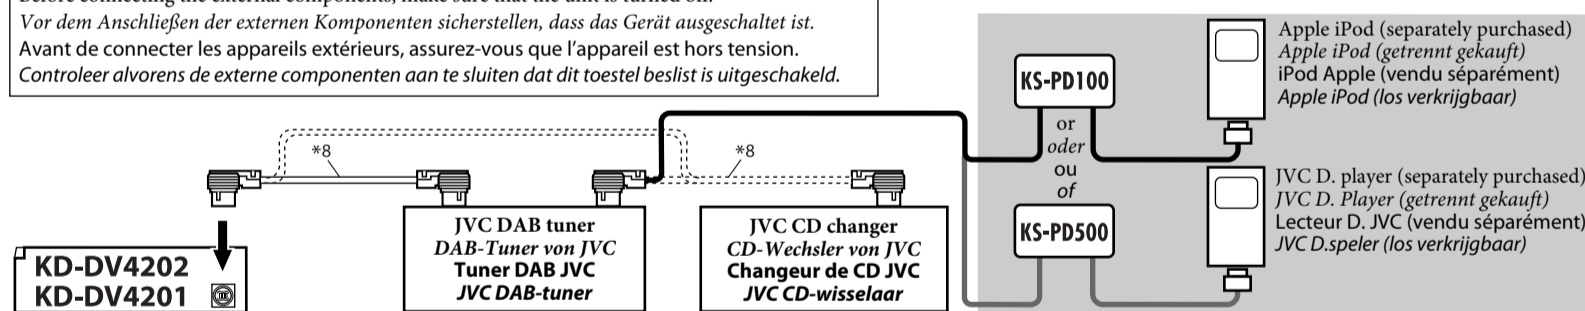 Before connecting the external components, make sure that the unit is turned off.
Vor dem Anschließen der externen Komponenten sicherstellen, dass das Gerät ausgeschaltet ist.
Avant de connecter les appareils extérieurs, assurez-vous que l’appareil est hors tension.
Controleer alvorens de externe componenten aan te sluiten dat dit toestel beslist is uitgeschakeld.
KS-PD100
Apple iPod (separately purchased)
Apple iPod (getrennt gekauft)
iPod Apple (vendu séparément)
Apple iPod (los verkrijgbaar)
or
oder
ou
of
*8
*8
KS-PD500
JVC D. player (separately purchased)
JVC D. Player (getrennt gekauft)
Lecteur D. JVC (vendu séparément)
JVC D.speler (los verkrijgbaar)
KD-DV4202
KD-DV4201
JVC DAB tuner
DAB-Tuner von JVC
Tuner DAB JVC
JVC DAB-tuner
JVC CD changer
CD-Wechsler von JVC
Changeur de CD JVC
JVC CD-wisselaar